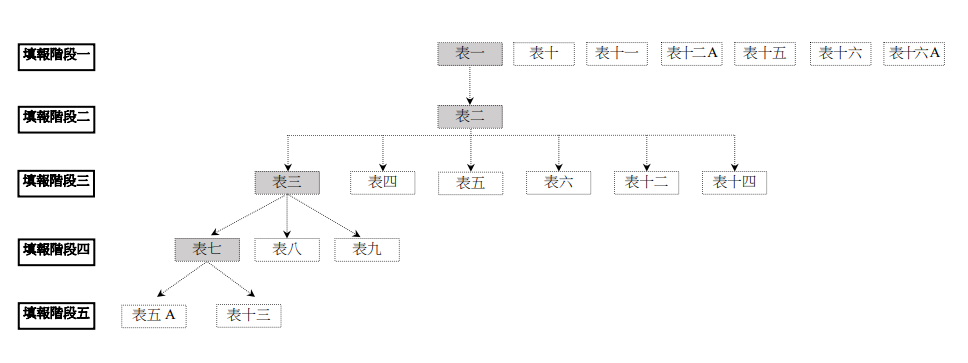 填報階段一
表一
表十
表十一
表十二A
表十五
表十六
表十六A
填報階段二
表二
填報階段三
表三
表四
表五
表六
表十二
表十四
填報階段四
表七
表八
表九
填報階段五
表五 A
表十三